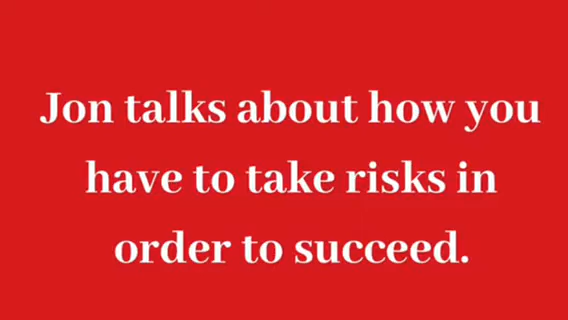 Jon talks about how you
have to take risks in
order to succeed.